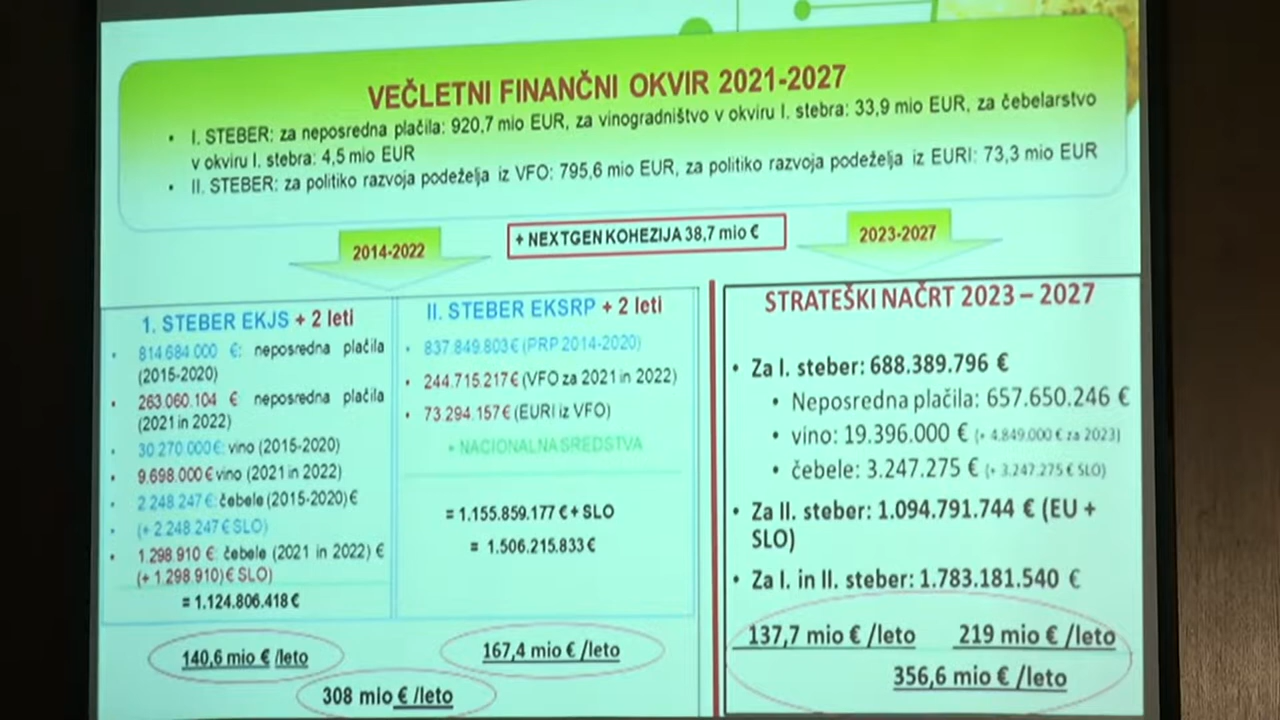 VEČLETNI FINANČNI OKVIR 2021-2027
• I. STEBER: za neposredna plačila: 920,7 mio EUR, za vinogradništvo v okviru I. stebra: 33,9 mio EUR, za čebelarstvo
v okviru I. stebra: 4,5 mio EUR
• II. STEBER: za politiko razvoja podeželja iz VFO: 795,6 mio EUR, za politiko razvoja podeželja iz EURI: 73,3 mio EUR
2014-2022
+ NEXTGEN KOHEZIJA 38,7 mio €
2023-2027
1. STEBER EKJS + 2 leti
• 814.684.000 €: neposredna plačila
(2015-2020)
• 263.060.104 € neposredna plačila
(2021 in 2022)
• 30.270.000 €: vino (2015-2020)
• 9.698.000 € vino (2021 in 2022)
• 2.248.247 €: čebele (2015-2020) €
• (+ 2.248.247 € SLO)
• 1.298.910 €: čebele (2021 in 2022) €
(+ 1.298.910) € SLO)
= 1.124.806.418 €
140,6 mio € /leto
II. STEBER EKSRP + 2 leti
• 837.849.803 € (PRP 2014-2020)
• 244.715.217 € (VFO za 2021 in 2022)
• 73.294.157 € (EURI iz VFO)
+ NACIONALNA SREDSTVA
= 1.155.859.177 € + SLO
= 1.506.215.833 €
167,4 mio € /leto
308 mio € /leto
STRATEŠKI NAČRT 2023 – 2027
• Za I. steber: 688.389.796 €
• Neposredna plačila: 657.650.246 €
• vino: 19.396.000 € (+ 4.849.000 € za 2023)
• čebele: 3.247.275 € (+ 3.247.275 € SLO)
• Za II. steber: 1.094.791.744 € (EU +
SLO)
• Za I. in II. steber: 1.783.181.540 €
137,7 mio € /leto 219 mio € /leto
356,6 mio € /leto